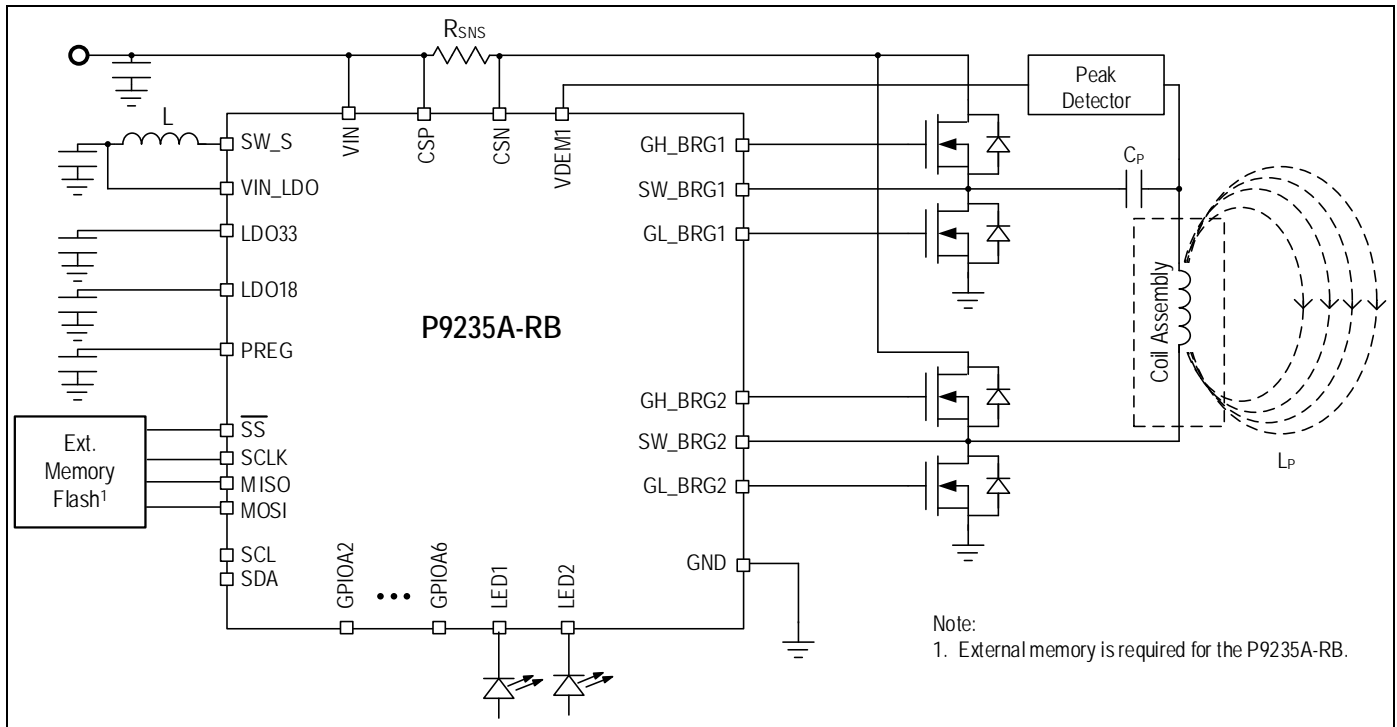 RSNS
Peak
Detector
L
SW_S
VIN
CSP
CSN
VDEM1
GH_BRG1
VIN_LDO
SW_BRG1
CP
LDO33
GL_BRG1
LDO18
Coil Assembly
P9235A-RB
PREG
GH_BRG2
Ext.
Memory
Flash1
SS
SCLK
MISO
MOSI
SW_BRG2
GL_BRG2
LP
SCL
SDA
GPIOA2
GPIOA6
LED1
LED2
GND
Note:
1. External memory is required for the P9235A-RB.